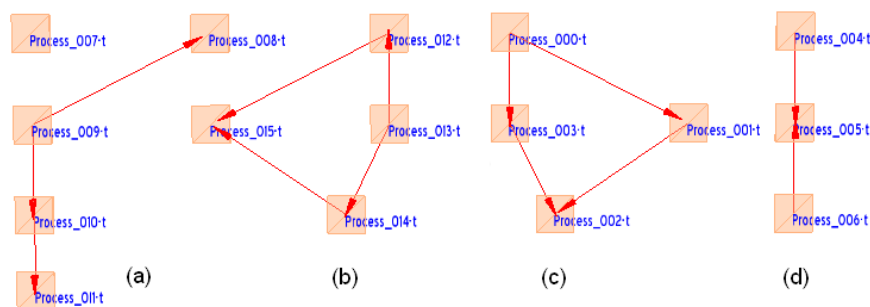 Process_007·t
Process_008·t
Process_012·t
Process_000·t
Process_004·t
Process_009·t
Process_015·t
Process_013·t
Process_003·t
Process_001·t
Process_005·t
Process_010·t
Process_014·t
Process_002·t
Process_006·t
Process_011·t
(a)
(b)
(c)
(d)